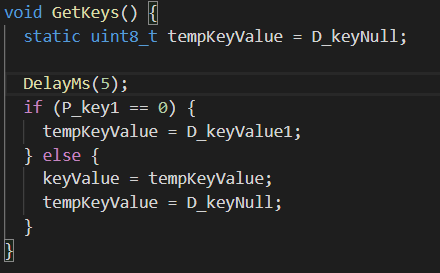 void GetKeys() {
static uint8_t tempKeyValue = D_keyNull;
DelayMs(5);
if (P_key1 == 0) {
tempKeyValue = D_keyValue1;
} else {
keyValue = tempKeyValue;
tempKeyValue = D_keyNull;
}
}